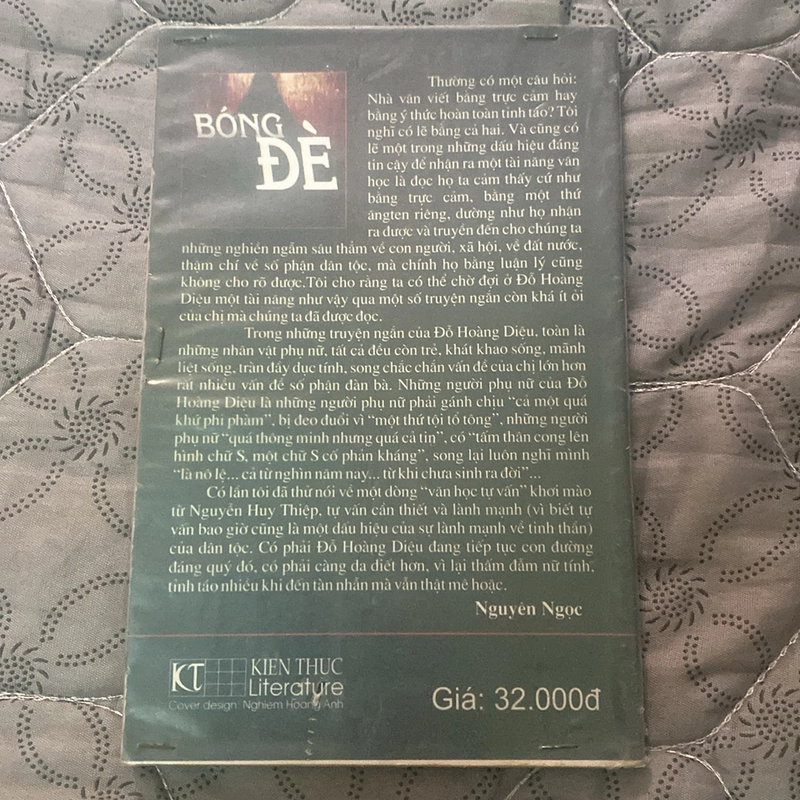 BÓNG
ĐÈ
Thường có một câu hỏi:
Nhà văn viết bằng trực cảm hay
bằng ý thức hoàn toàn tỉnh táo? Tôi
nghĩ có lẽ bằng cả hai. Và cũng có
lẽ một trong những dấu hiệu đáng
tin cậy để nhận ra một tài năng văn
học là đọc họ ta cảm thấy cứ như
bằng trực cảm, bằng một thứ
ăngten riêng, dường như họ nhận
ra được và truyền đến cho chúng ta
những nghiền ngẫm sâu thẳm về con người, xã hội, về đất nước,
thậm chí về số phận dân tộc, mà chính họ bằng luận lý cũng
không cho rõ được.Tôi cho rằng ta có thể chờ đợi ở Đỗ Hoàng
Diệu một tài năng như vậy qua một số truyện ngắn còn khá ít ỏi
của chị mà chúng ta đã được đọc.
Trong những truyện ngắn của Đỗ Hoàng Diệu, toàn là
những nhân vật phụ nữ, tất cả đều còn trẻ, khát khao sống, mãnh
liệt sống, tràn đầy dục tính, song chắc chắn vấn đề của chị lớn hơn
rất nhiều vấn đề số phận đàn bà. Những người phụ nữ của Đỗ
Hoàng Diệu là những người phụ nữ phải gánh chịu “cả một quá
khứ phì phàm”, bị đeo đuổi vì “một thứ tội tổ tông”, những người
phụ nữ “quá thông minh nhưng quá cả tin”, có “tấm thân cong lên
hình chữ S, một chữ S cố phản kháng”, song lại luôn nghĩ mình
“là nô lệ... cả từ nghìn năm nay... từ khi chưa sinh ra đời”...
Có lần tôi đã thử nói về một dòng “văn học tự vấn” khơi mào
từ Nguyễn Huy Thiệp, tự vấn cần thiết và lành mạnh (vì biết tự
vấn bao giờ cũng là một dấu hiệu của sự lành mạnh về tinh thần)
của dân tộc. Có phải Đỗ Hoàng Diệu đang tiếp tục con đường
đáng quý đó, có phải càng da diết hơn, vì lại thấm đẫm nữ tính,
tỉnh táo nhiều khi đến tàn nhẫn mà vẫn thật mê hoặc.
Nguyên Ngọc
KT KIEN THUC
Literature
Cover design: Nghiem Hoang Anh
Giá: 32.000đ